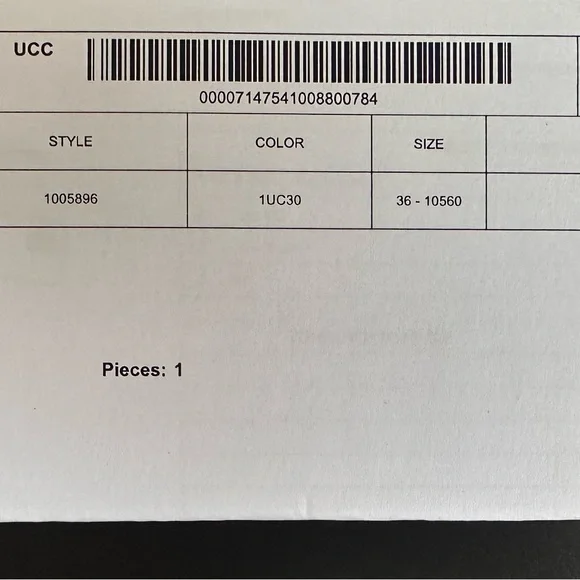 UCC
00007147541008800784
STYLE COLOR SIZE
1005896 1UC30 36 - 10560
Pieces: 1